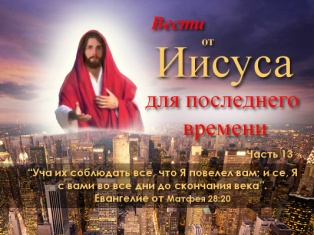 Вести
от
Иисуса
для последнего
времени
Часть 13
"Уча их соблюдать все, что Я повелел вам; и се, Я
с вами во все дни до скончания века".
Евангелие от Матфея 28:20